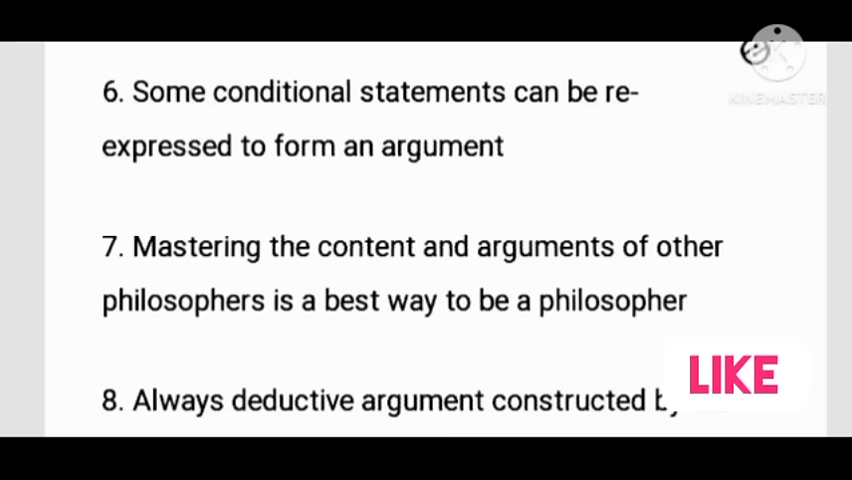 KINEMASTER
6. Some conditional statements can be re-
expressed to form an argument
7. Mastering the content and arguments of other
philosophers is a best way to be a philosopher
LIKE
8. Always deductive argument constructed